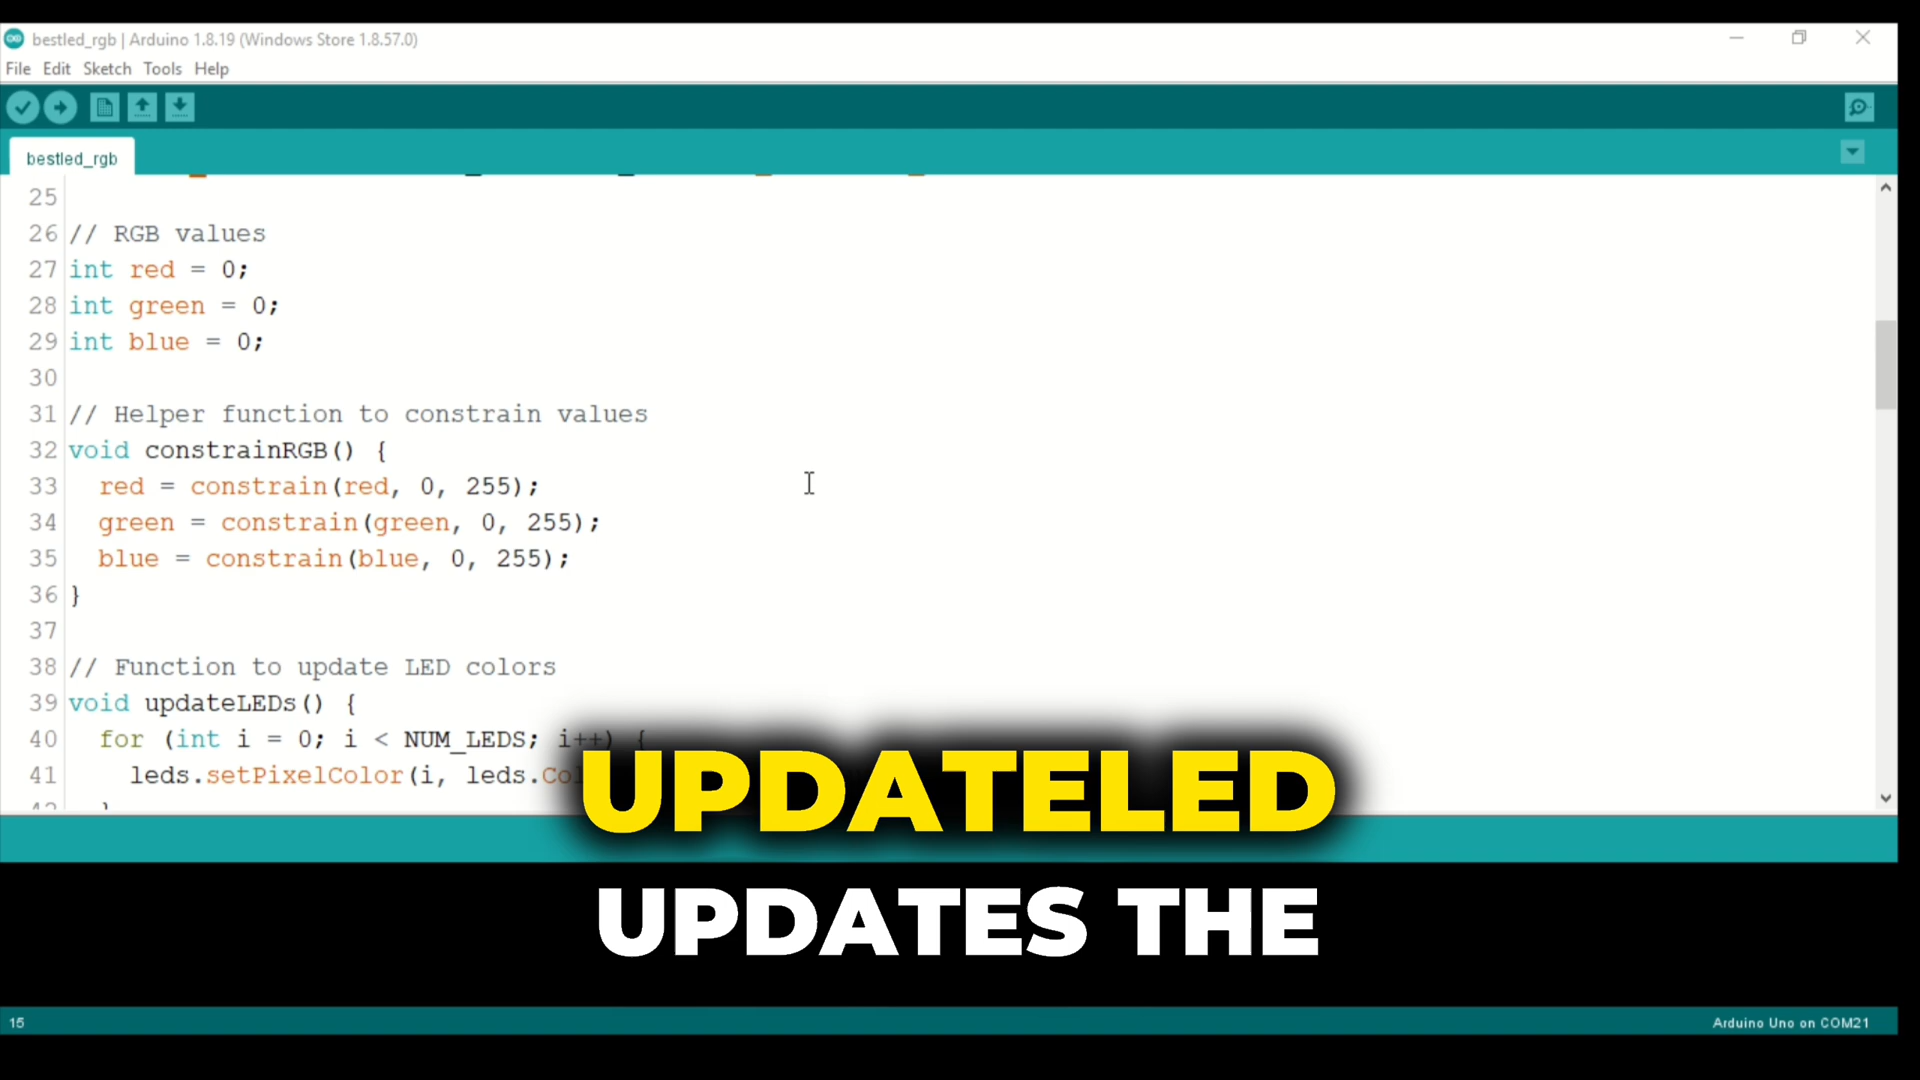 bestled_rgb | Arduino 1.8.19 (Windows Store 1.8.57.0)
File Edit Sketch Tools Help
bestled_rgb
25
26 // RGB values
27 int red = 0;
28 int green = 0;
29 int blue = 0;
30
31 // Helper function to constrain values
32 void constrainRGB() {
33 red = constrain(red, 0, 255);
34 green = constrain(green, 0, 255);
35 blue = constrain(blue, 0, 255);
36 }
37
38 // Function to update LED colors
39 void updateLEDs() {
40 for (int i = 0; i < NUM_LEDS; i++) {
41 leds.setPixelColor(i, leds.Co
UPDATELED
UPDATES THE
15
Arduino Uno on COM21